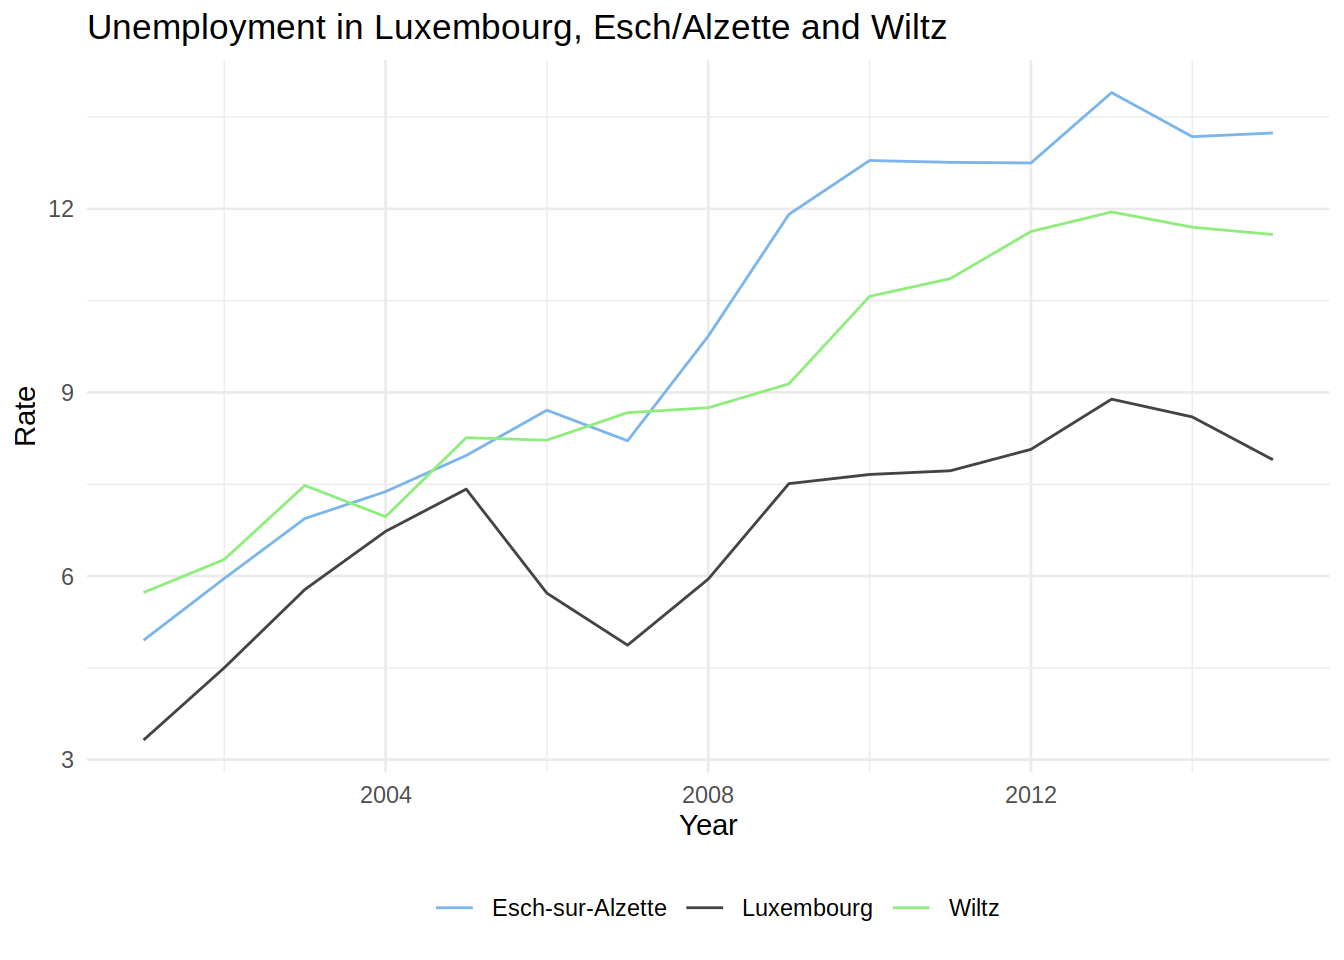 Unemployment in Luxembourg, Esch/Alzette and Wiltz
12
9
6
3
Rate
2004 2008 2012
Year
Esch-sur-Alzette Luxembourg Wiltz